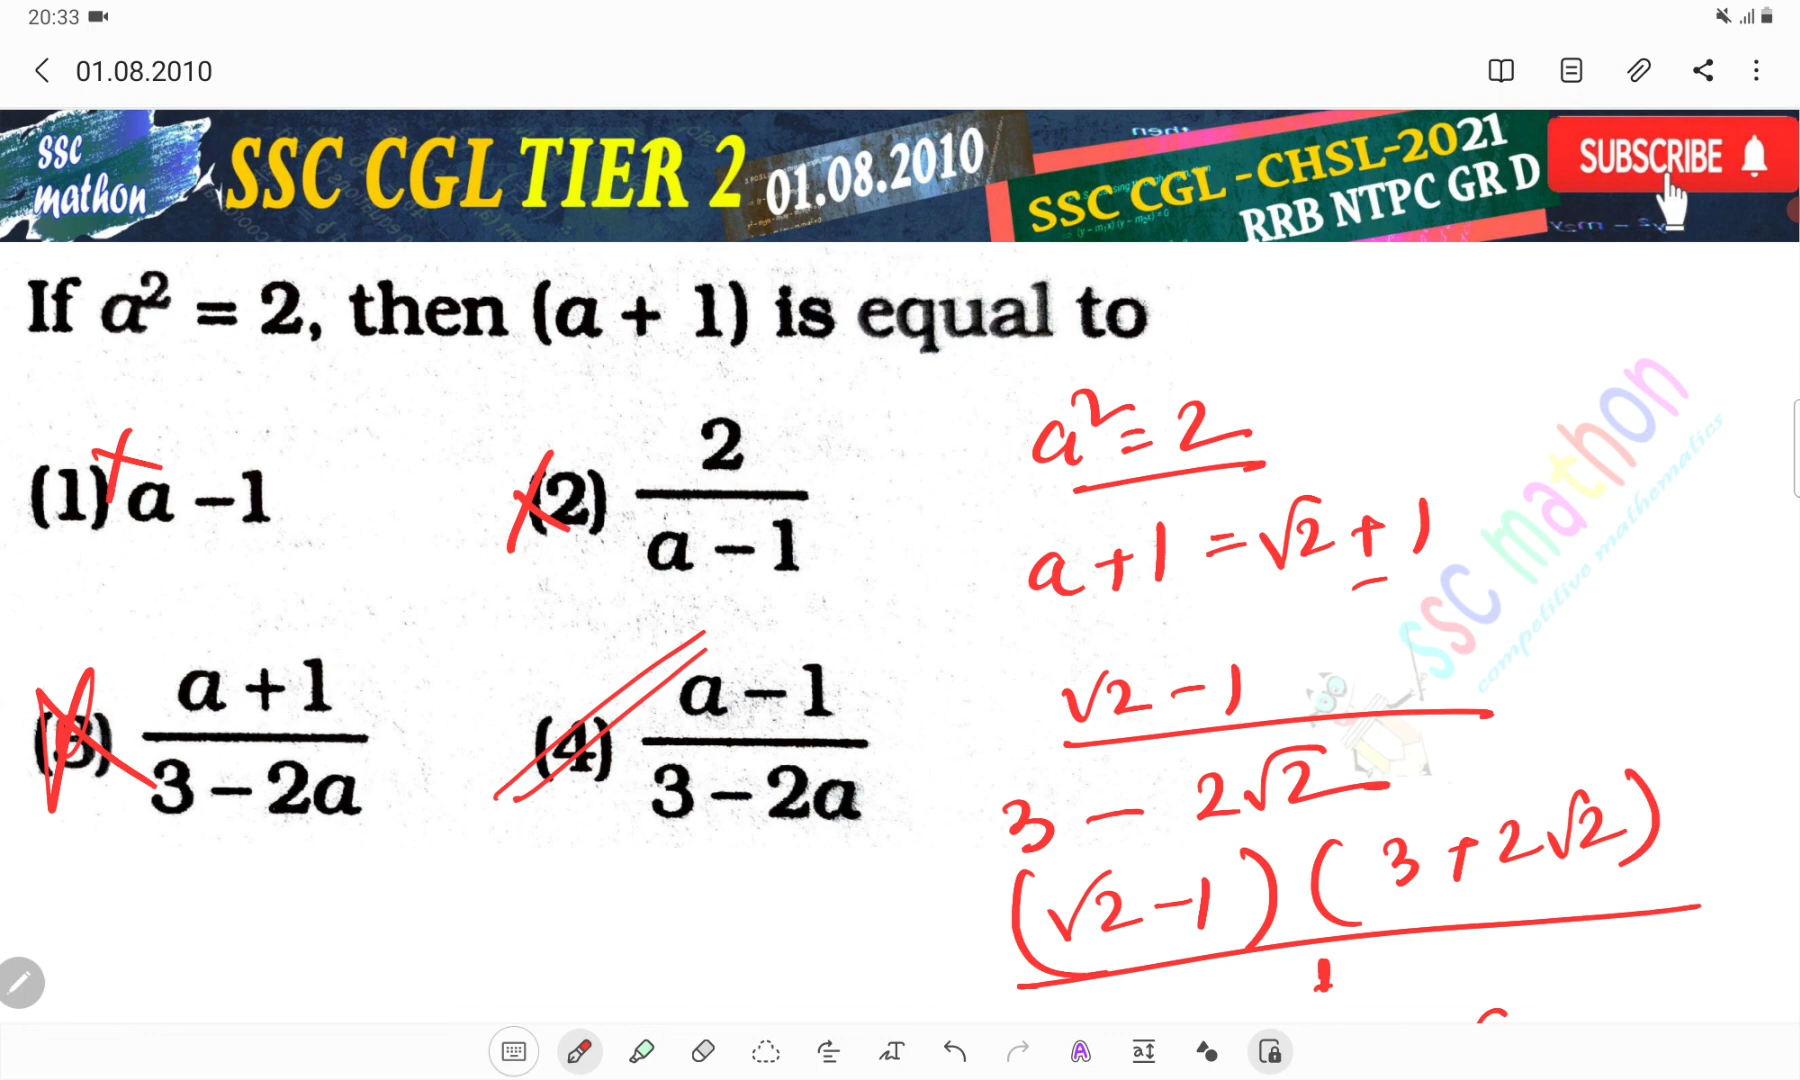 20:33
01.08.2010
SSC mathon
SSC CGL TIER 2
01.08.2010
SSC CGL -CHSL-2021
RRB NTPC GR D
SUBSCRIBE
If a² = 2, then (a + 1) is equal to
(1) a – 1
(2) 2 / (a – 1)
(3) (a + 1) / (3 – 2a)
(4) (a – 1) / (3 – 2a)
a² = 2
a + 1 = √2 + 1
√2 – 1
3 – 2√2
(√2 – 1) (3 + 2√2)
1
SSC mathon
competitive mathematics